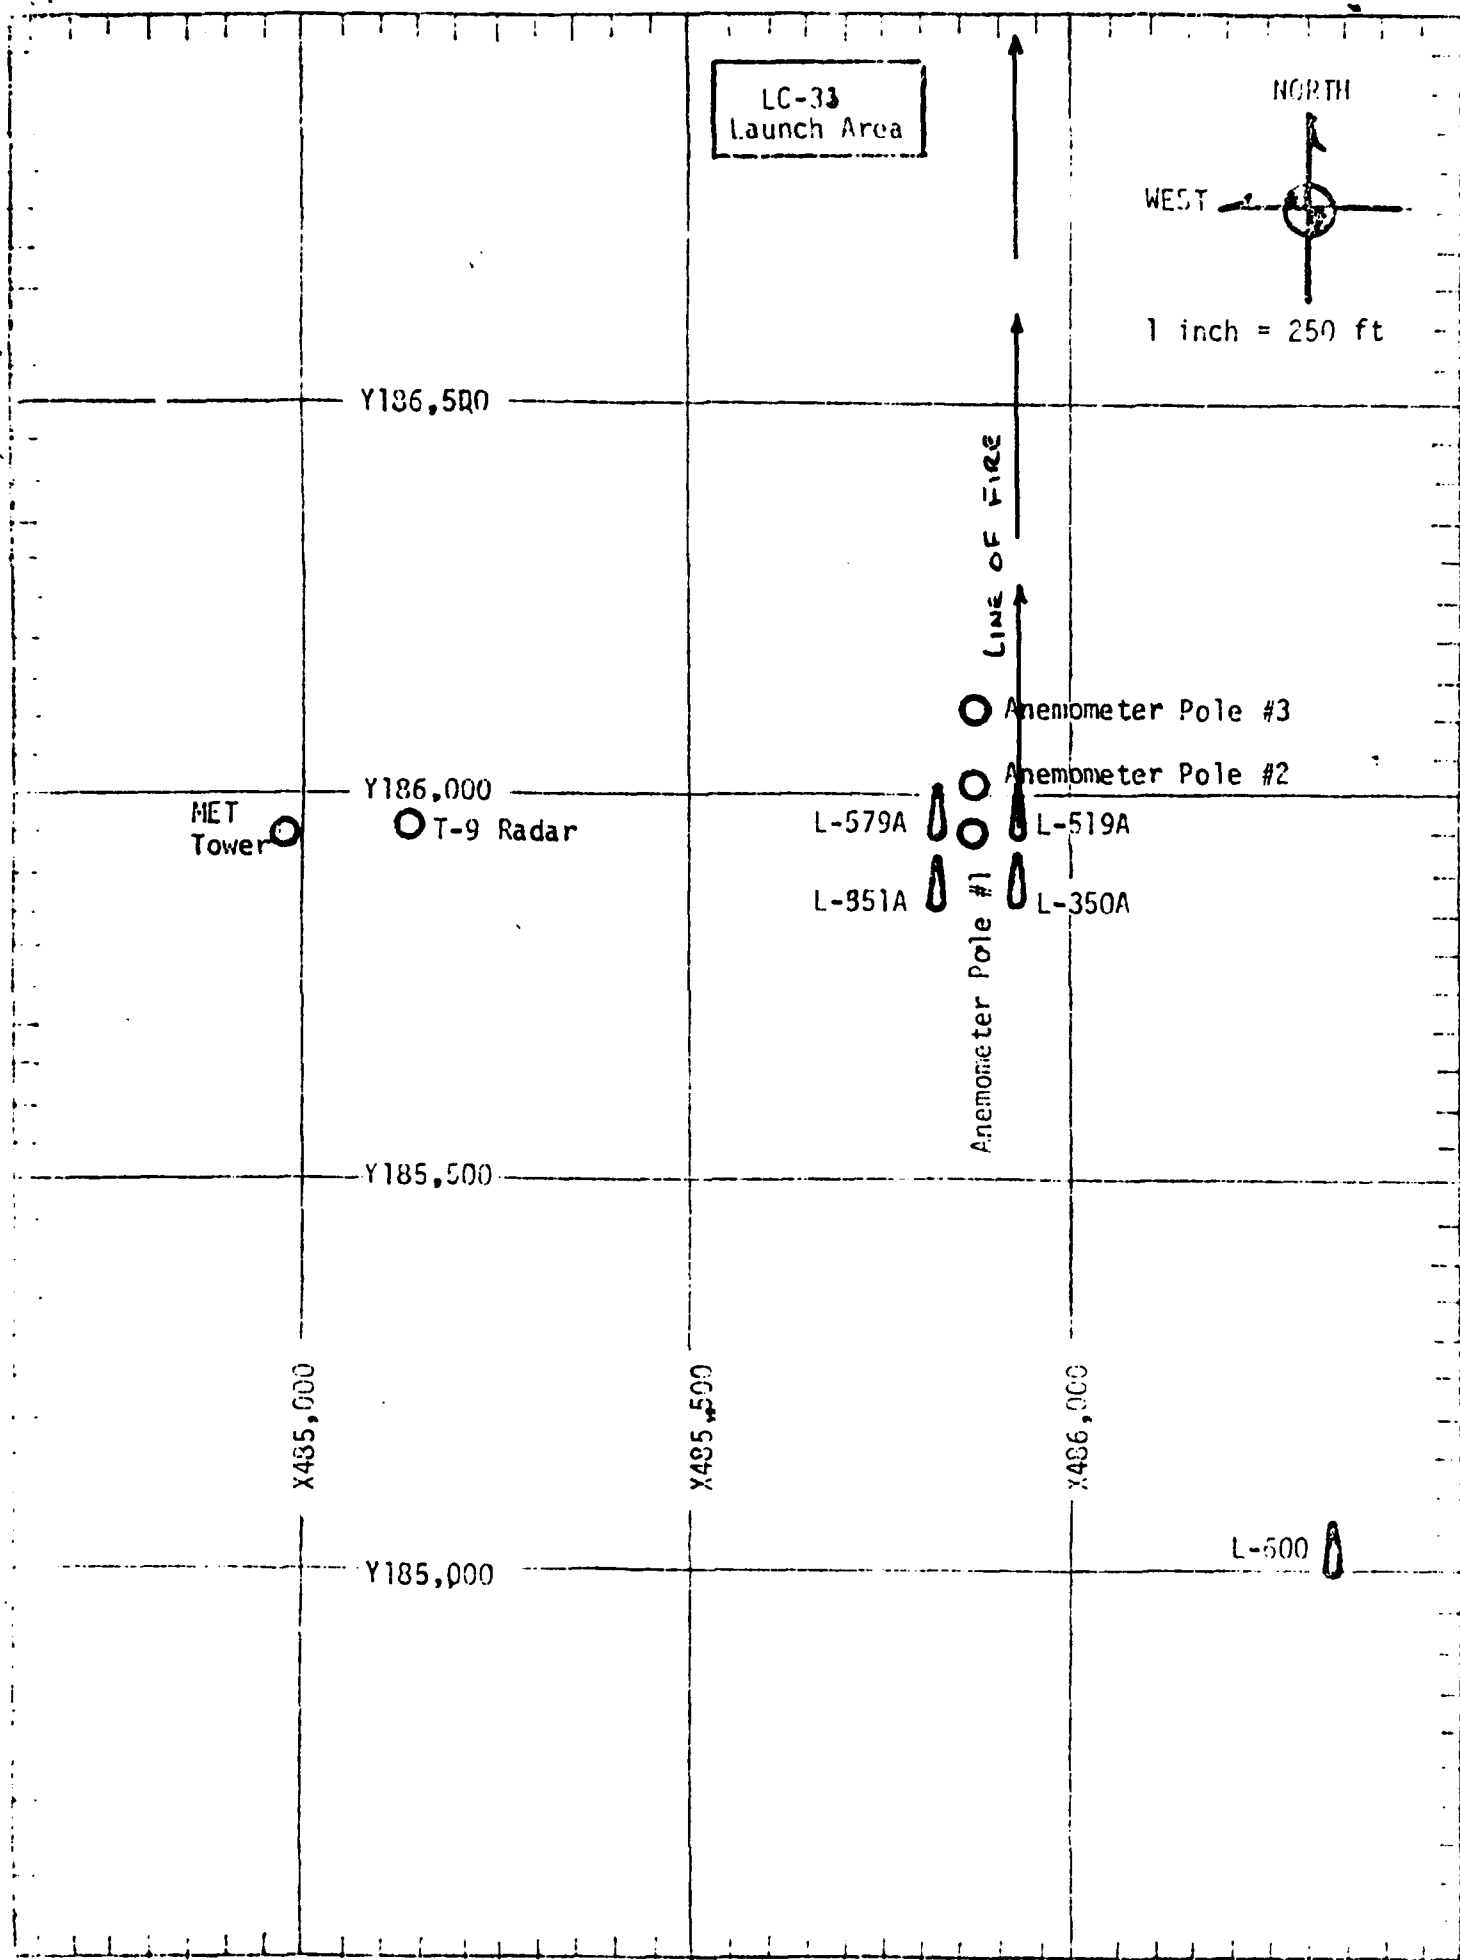 LC-33
Launch Area
NORTH
WEST
1 inch = 250 ft
Y186,500
LINE OF FIRE
Anemometer Pole #3
Anemometer Pole #2
Y186,000
MET
Tower
T-9 Radar
L-579A
L-519A
L-351A
L-350A
Anemometer Pole #1
Y185,500
X485,000
X485,500
X486,000
L-500
Y185,000